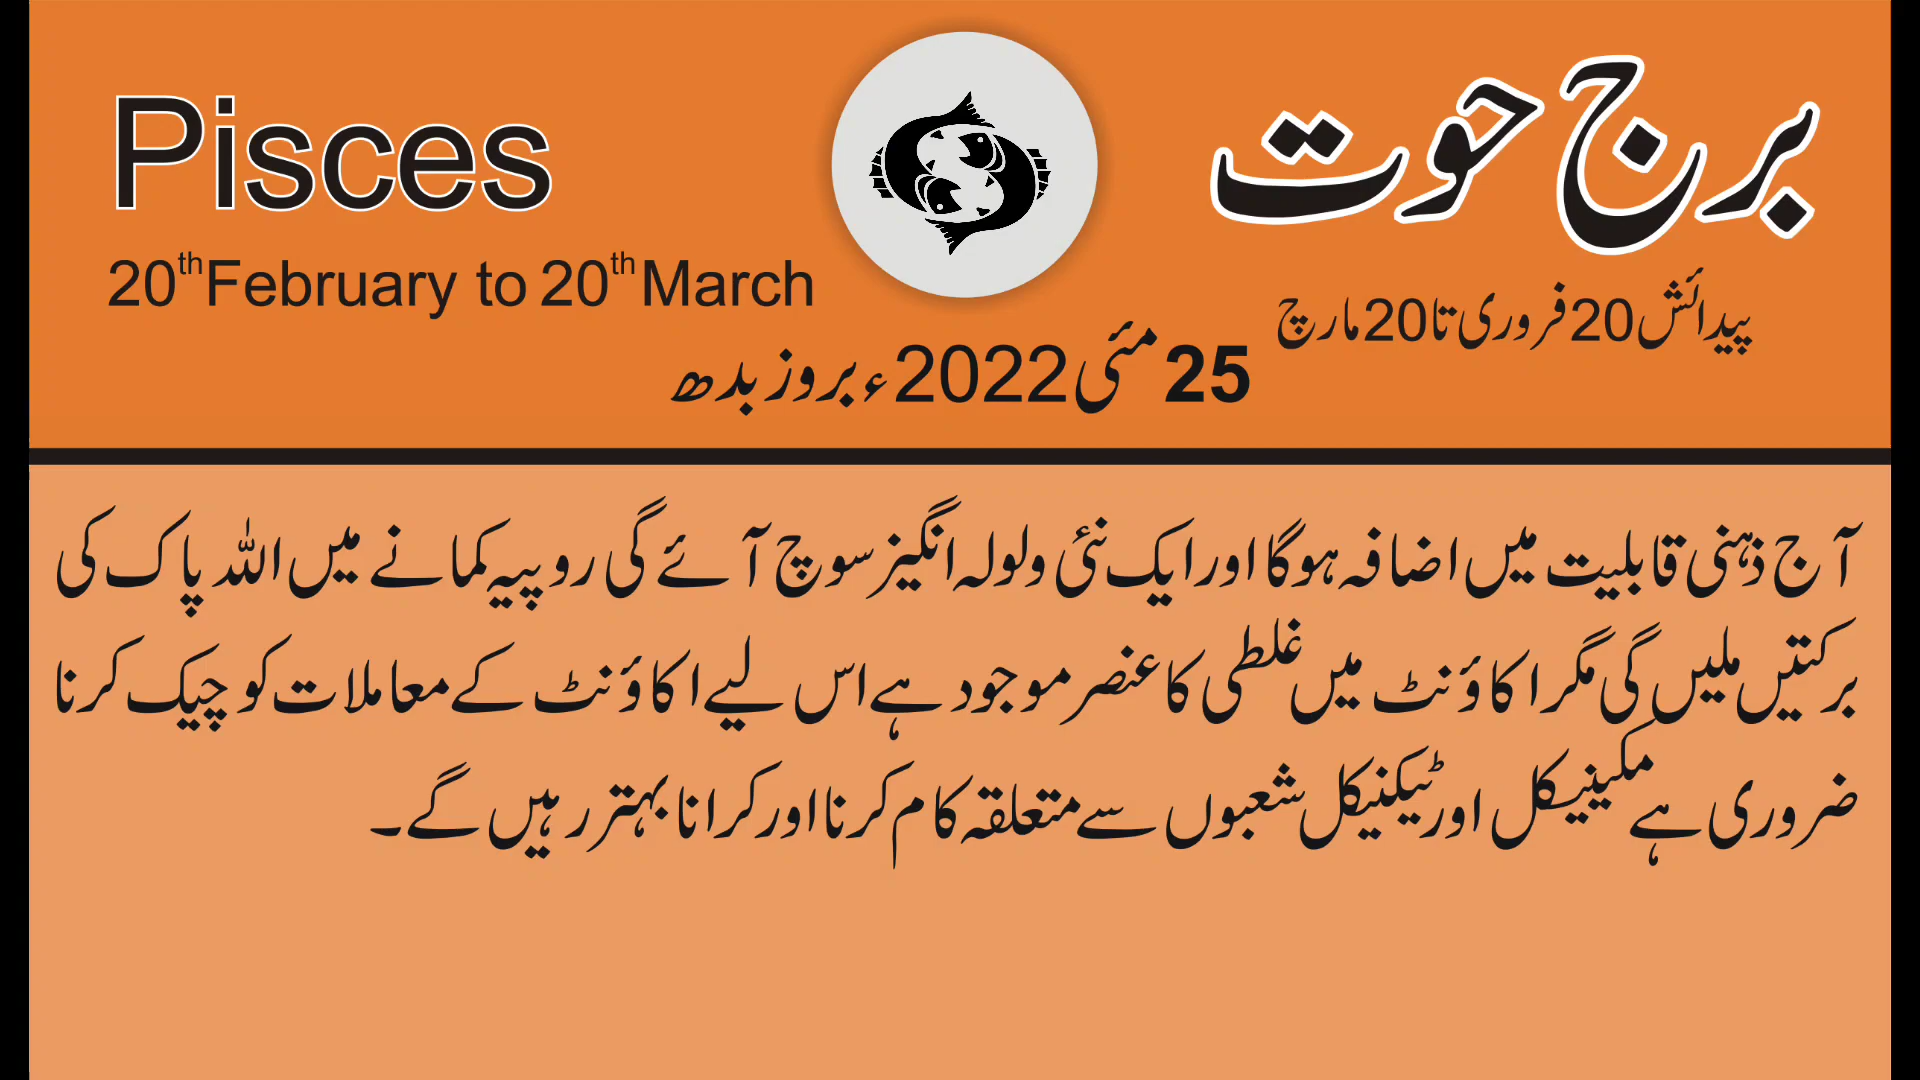 Pisces
برج حوت
20th February to 20th March
پیدائش 20 فروری تا 20 مارچ
25 مئی 2022ء بروز بدھ
آج ذہنی قابلیت میں اضافہ ہوگا اور ایک نئی ولولہ انگیز سوچ آئے گی روپیہ کمانے میں اللہ پاک کی
برکتیں ملیں گی مگر اکاؤنٹ میں غلطی کا عنصر موجود ہے اس لیے اکاؤنٹ کے معاملات کو چیک کرنا
ضروری ہے مکینیکل اور ٹیکنیکل شعبوں سے متعلقہ کام کرنا اور کرانا بہتر رہیں گے۔